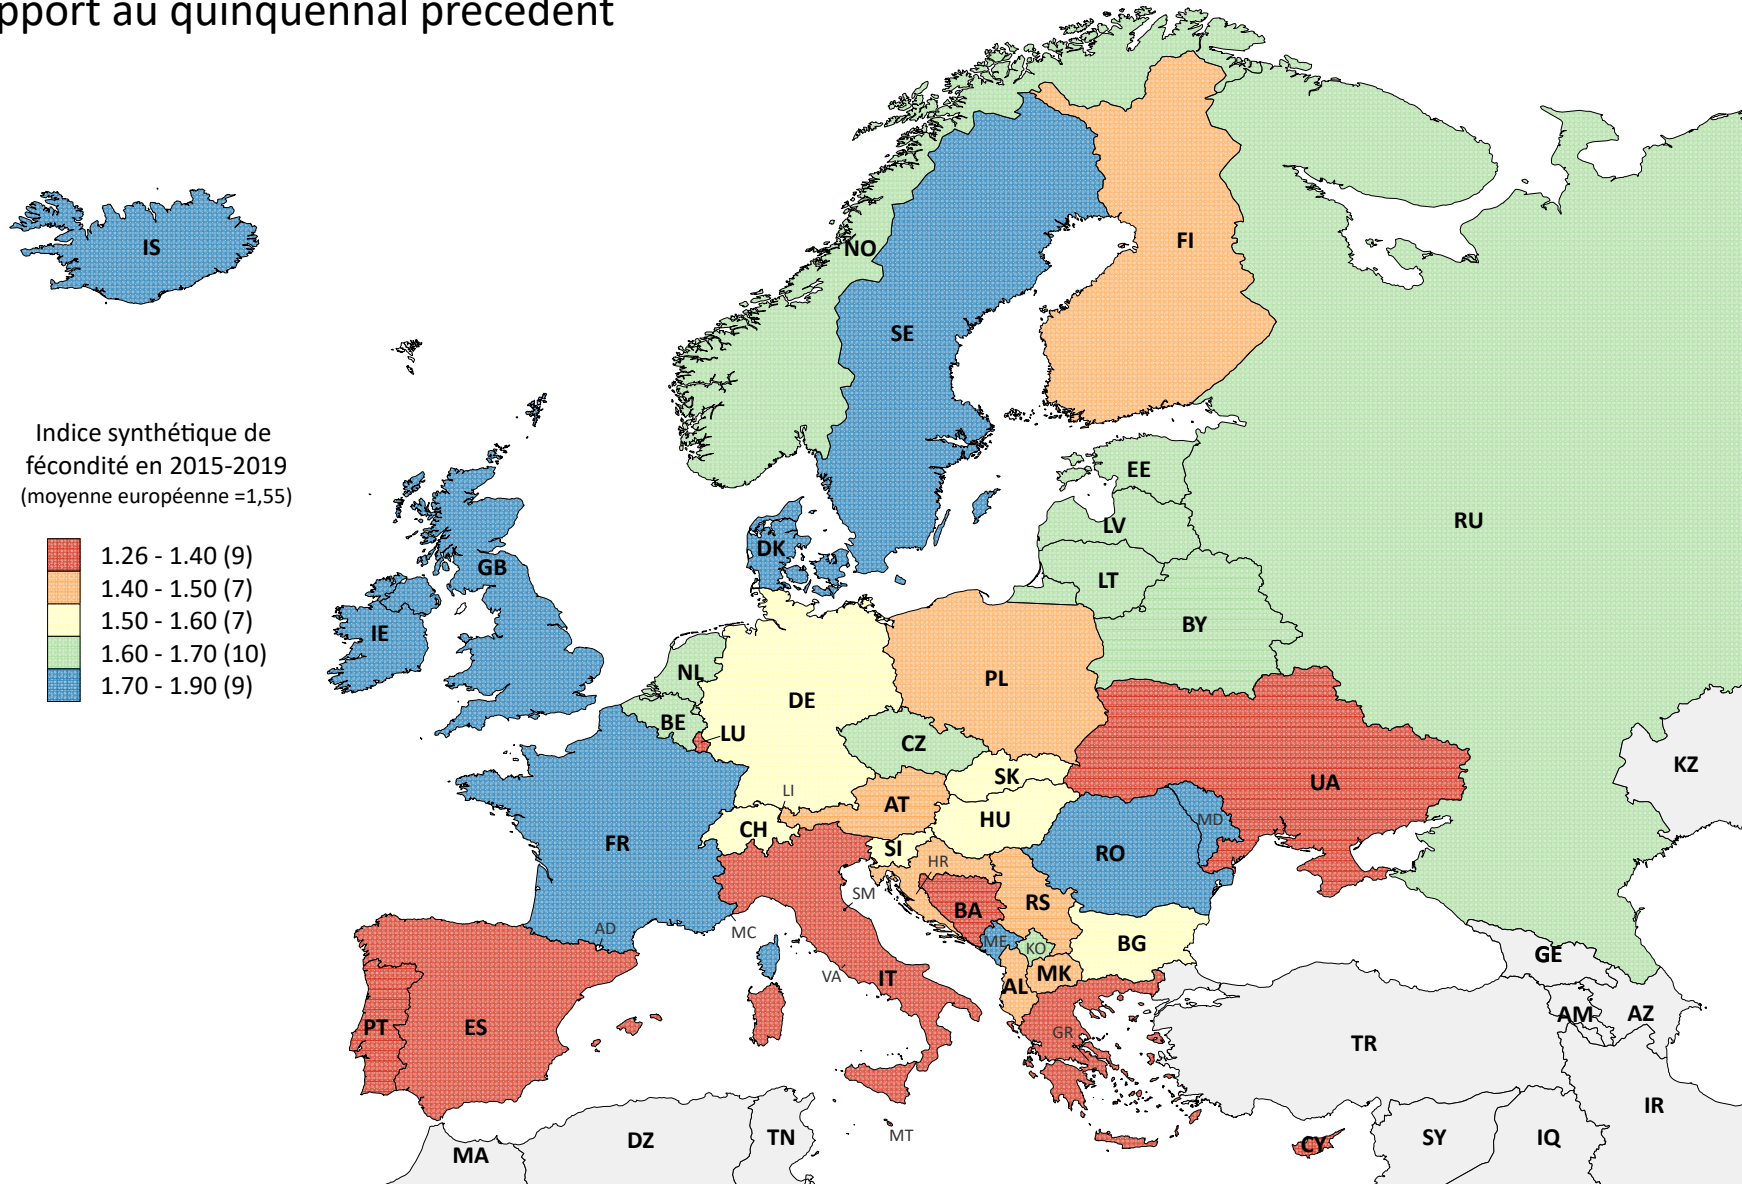 pport au quinquennal précédent
IS
NO
FI
SE
Indice synthétique de
fécondité en 2015-2019
(moyenne européenne =1,55)
1.26 - 1.40 (9)
1.40 - 1.50 (7)
1.50 - 1.60 (7)
1.60 - 1.70 (10)
1.70 - 1.90 (9)
EE
RU
LV
DK
GB
LT
BY
IE
NL
PL
DE
BE
LU
CZ
KZ
SK
UA
LI
AT
HU
MD
CH
FR
SI
RO
HR
SM
RS
BA
AD
MC
ME
KO
BG
GE
VA
IT
MK
AL
PT
ES
GR
AM
AZ
TR
IR
MT
DZ
TN
SY
IQ
CY
MA